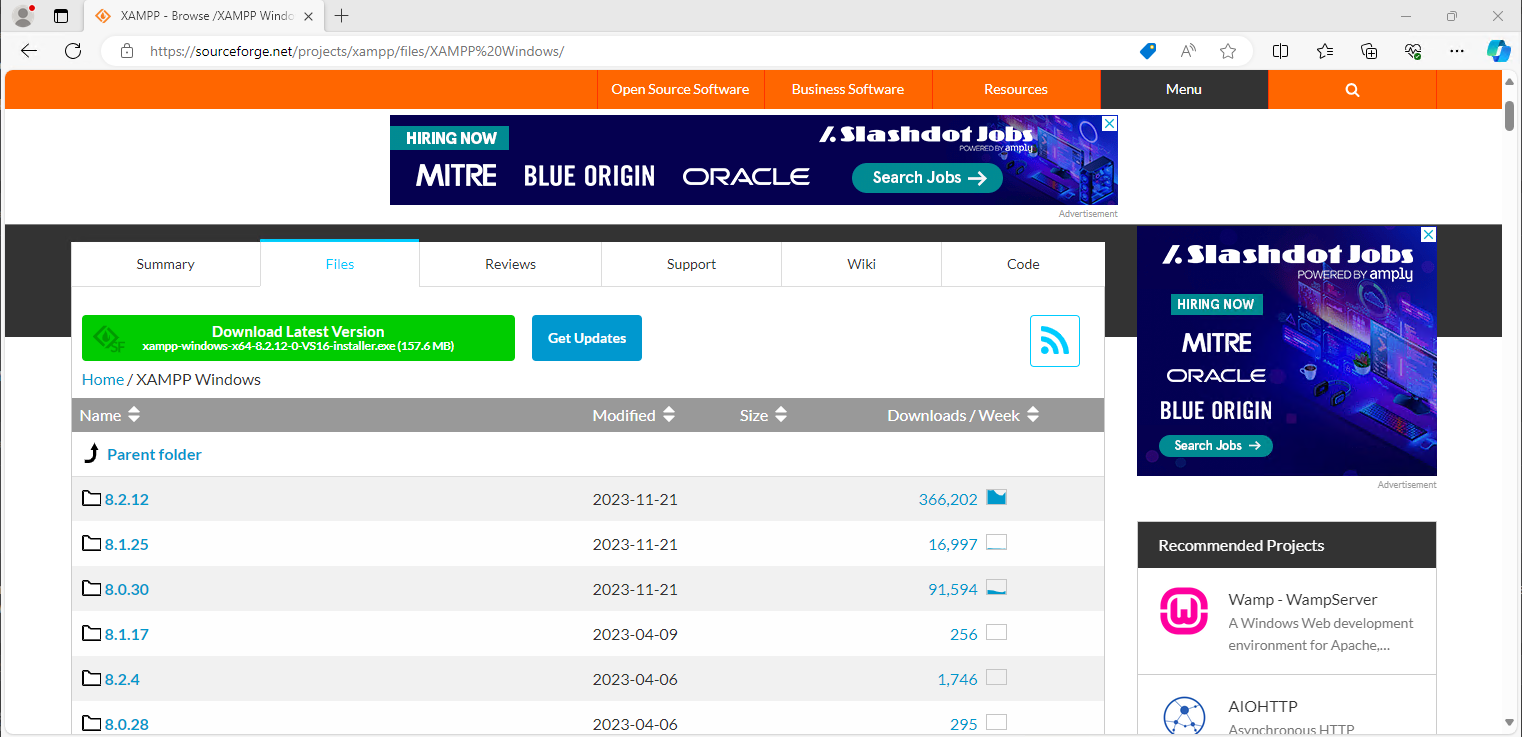 XAMPP - Browse /XAMPP Windo
https://sourceforge.net/projects/xampp/files/XAMPP%20Windows/
Open Source Software
Business Software
Resources
Menu
HIRING NOW
MITRE
BLUE ORIGIN
ORACLE
/. Slashdot Jobs
POWERED BY amply
Search Jobs →
Advertisement
Summary
Files
Reviews
Support
Wiki
Code
Download Latest Version
xampp-windows-x64-8.2.12-0-VS16-installer.exe (157.6 MB)
Get Updates
Home / XAMPP Windows
Name Modified Size Downloads / Week
Parent folder
8.2.12 2023-11-21 366,202
8.1.25 2023-11-21 16,997
8.0.30 2023-11-21 91,594
8.1.17 2023-04-09 256
8.2.4 2023-04-06 1,746
8.0.28 2023-04-06 295
/. Slashdot Jobs
POWERED BY amply
HIRING NOW
MITRE
ORACLE
BLUE ORIGIN
Search Jobs →
Advertisement
Recommended Projects
Wamp - WampServer
A Windows Web development
environment for Apache,...
AIOHTTP
Asynchronous HTTP